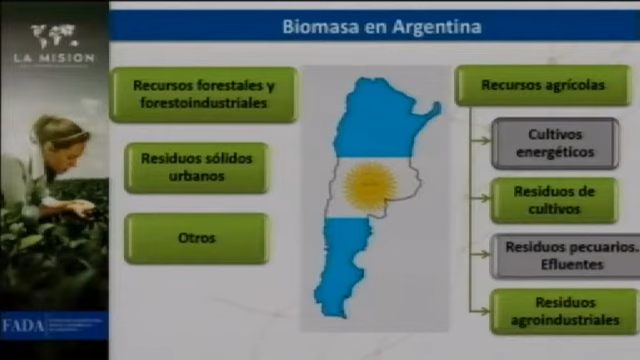 Biomasa en Argentina
LA MISION
Recursos forestales y
forestoindustriales
Residuos sólidos
urbanos
Otros
Recursos agrícolas
Cultivos
energéticos
Residuos de
cultivos
Residuos pecuarios.
Efluentes
Residuos
agroindustriales
FADA